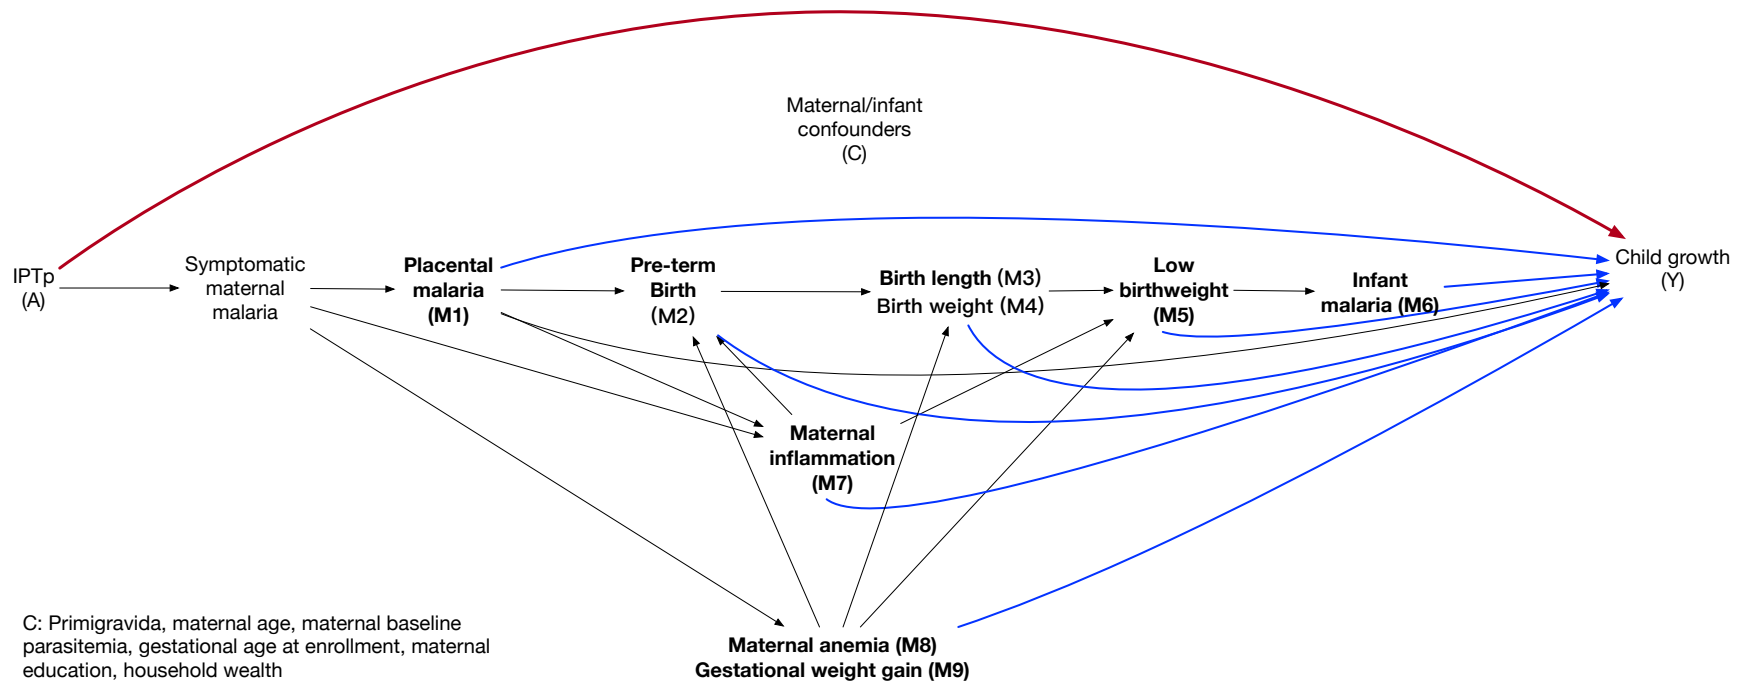 Maternal/infant
confounders
(C)
IPTp
(A)
Symptomatic
maternal
malaria
Placental
malaria
(M1)
Pre-term
Birth
(M2)
Birth length (M3)
Birth weight (M4)
Low
birthweight
(M5)
Infant
malaria (M6)
Child growth
(Y)
Maternal
inflammation
(M7)
Maternal anemia (M8)
Gestational weight gain (M9)
C: Primigravida, maternal age, maternal baseline
parasitemia, gestational age at enrollment, maternal
education, household wealth